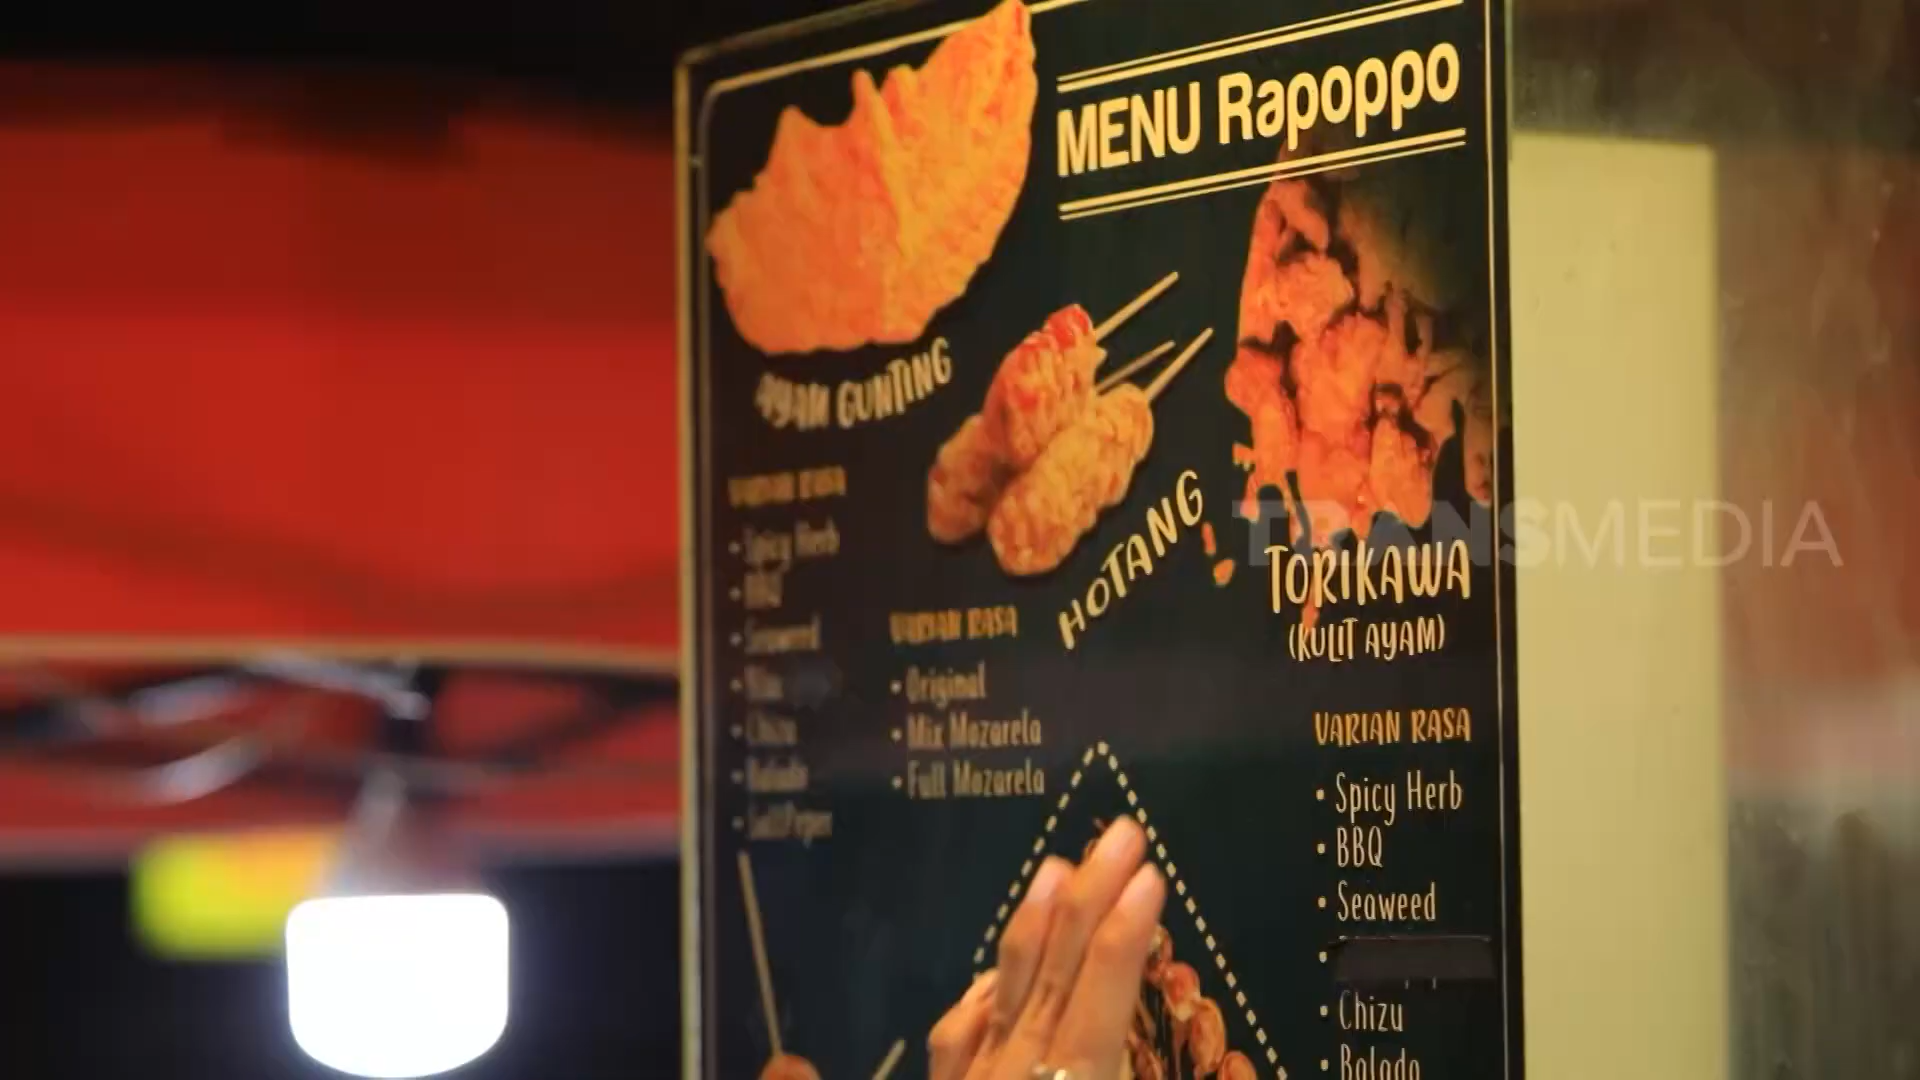 MENU Rapoppo
AYAM GUNTING
VARIAN RASA
• Spicy Herb
• BBQ
• Seaweed
• Chizu
• Balado
HOTANG
VARIAN RASA
• Original
• Mix Mozarela
• Full Mozarela
TORIKAWA
(KULIT AYAM)
VARIAN RASA
• Spicy Herb
• BBQ
• Seaweed
•
• Chizu
• Balado
TRANSMEDIA